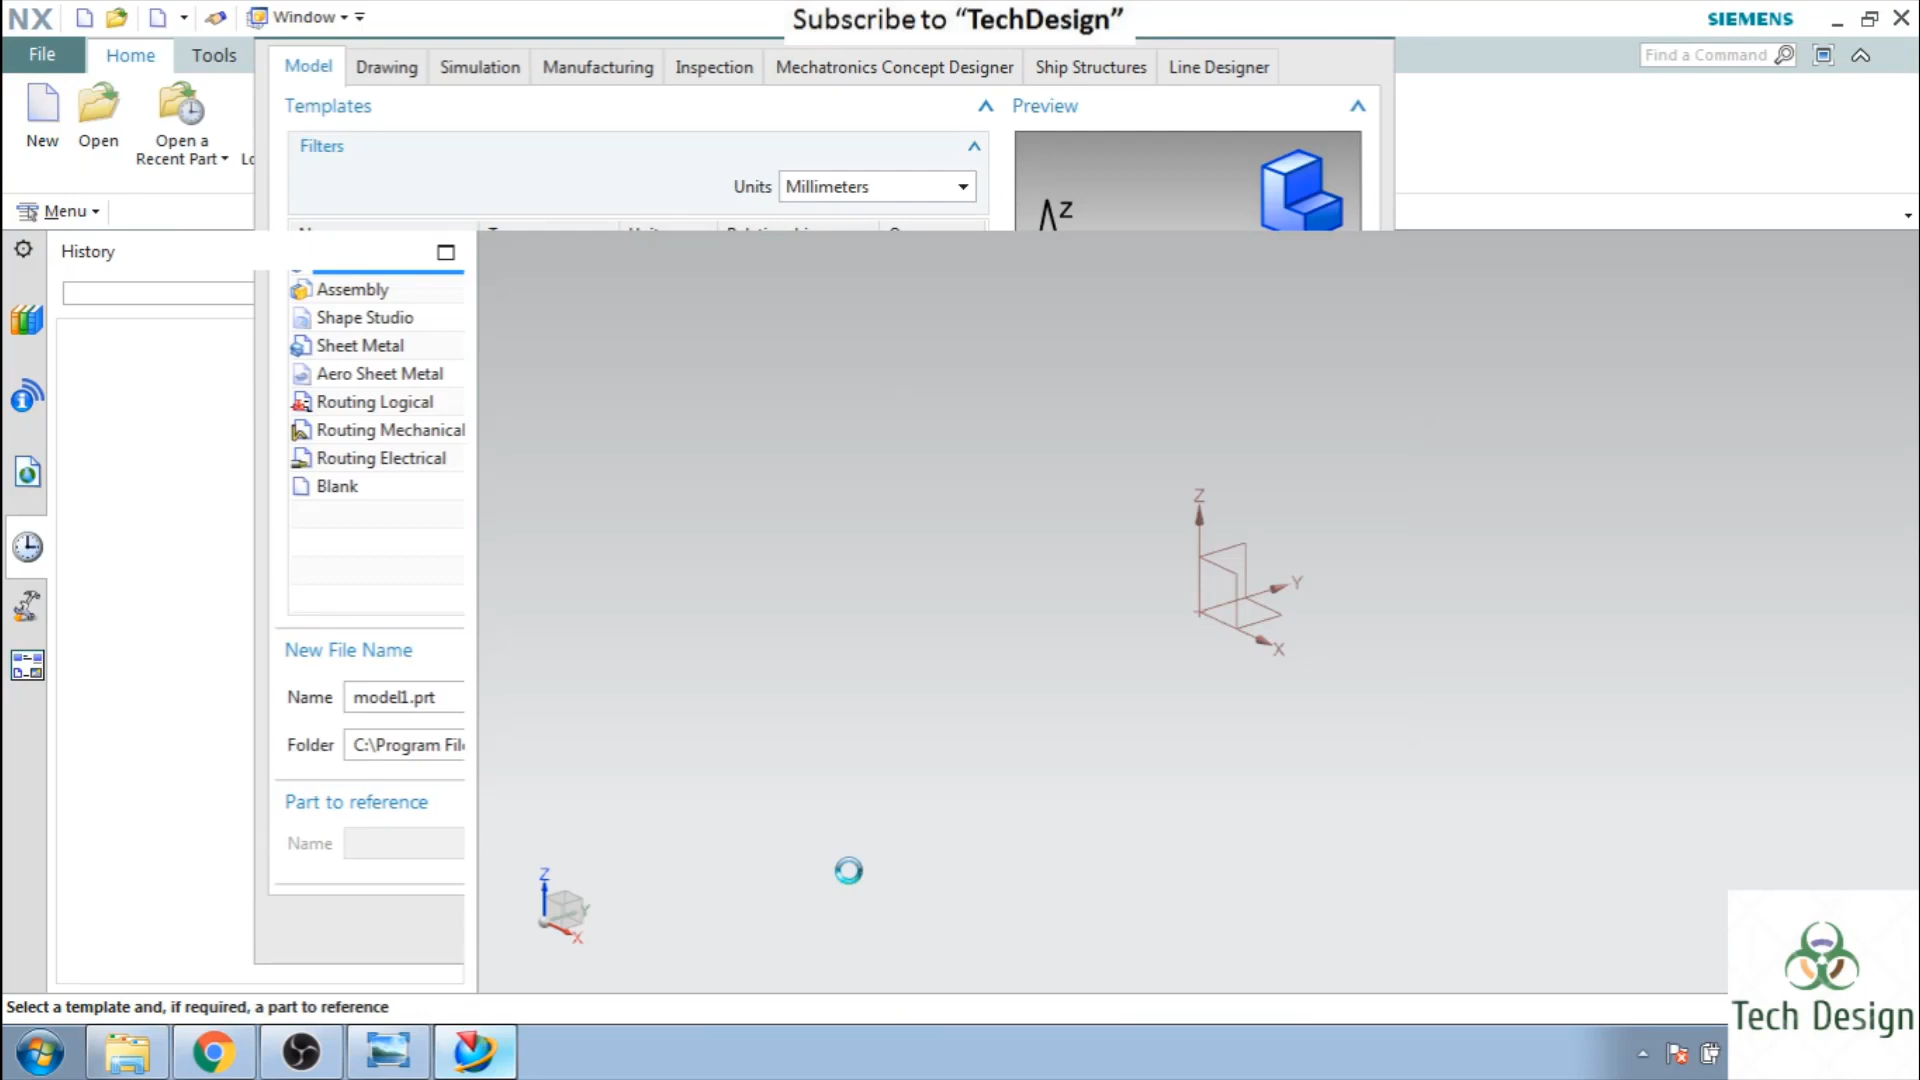 NX
Window
Subscribe to “TechDesign”
SIEMENS
File
Home
Tools
Find a Command
Model
Drawing
Simulation
Manufacturing
Inspection
Mechatronics Concept Designer
Ship Structures
Line Designer
Templates
Preview
New
Open
Open a
Recent Part
Filters
Units
Millimeters
Z
Menu
History
Assembly
Shape Studio
Sheet Metal
Aero Sheet Metal
Routing Logical
Routing Mechanical
Routing Electrical
Blank
Z
Y
X
New File Name
Name
model1.prt
Folder
C:\Program Fil
Part to reference
Name
Z
Y
X
Select a template and, if required, a part to reference
Tech Design